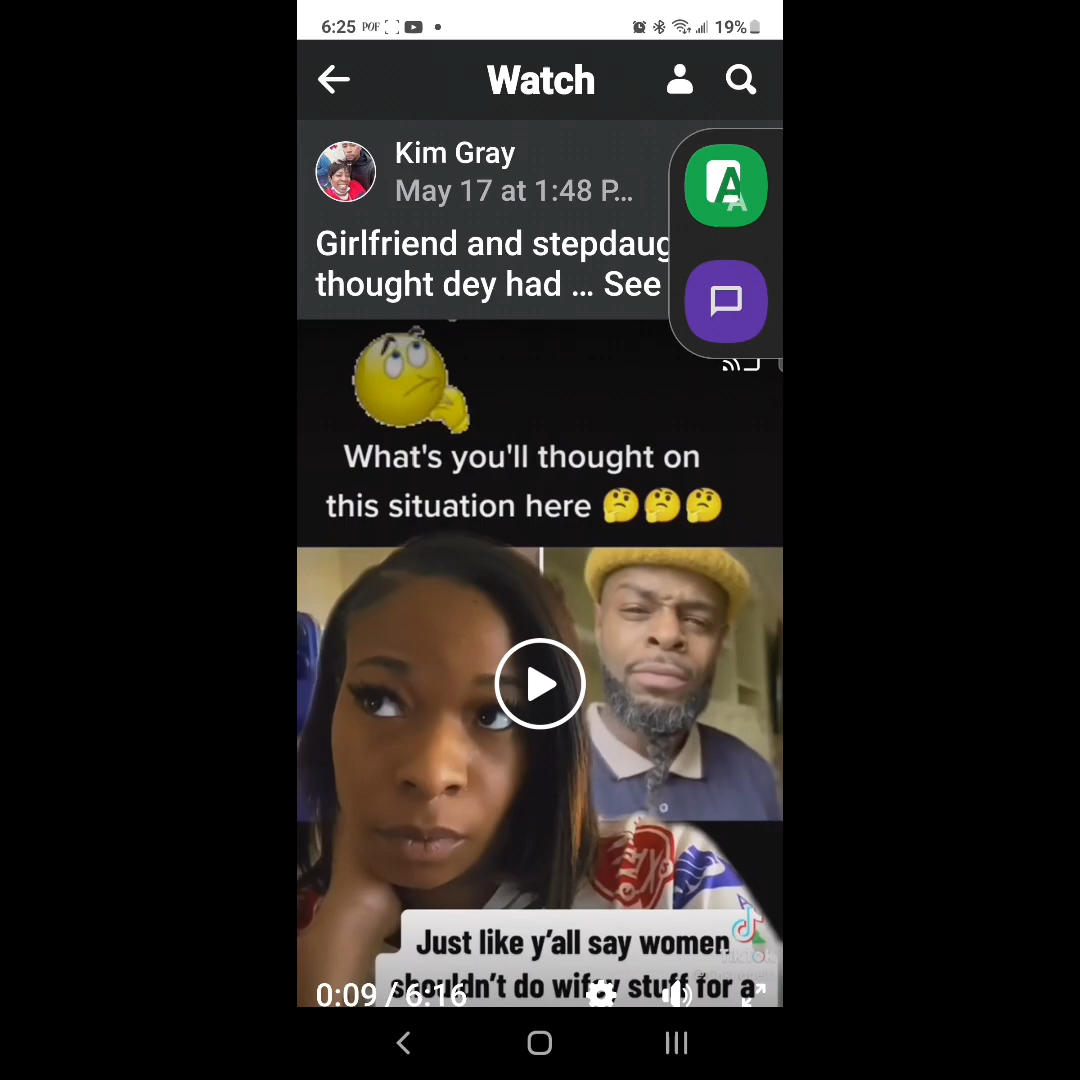 6:25 POF 19%
Watch
Kim Gray
May 17 at 1:48 P...
Girlfriend and stepdaug
thought dey had ... See
What's you'll thought on
this situation here 🤔🤔🤔
Just like y'all say women
shouldn't do wifey stuff for a
TikTok
0:09 / 6:16